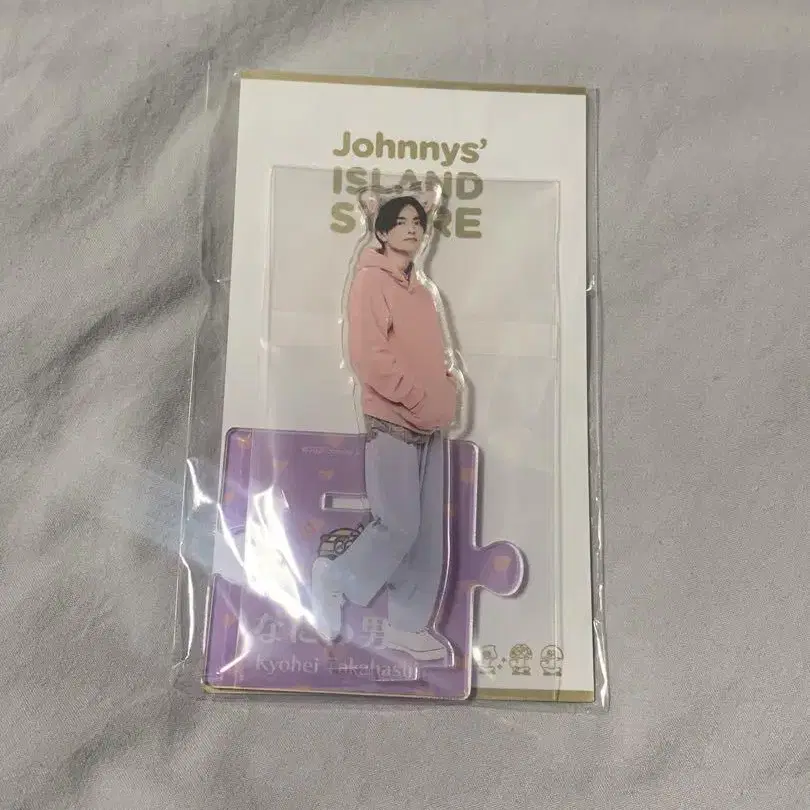 Johnnys'
ISLAND
STORE
なにわ男
Kyohei Takahashi